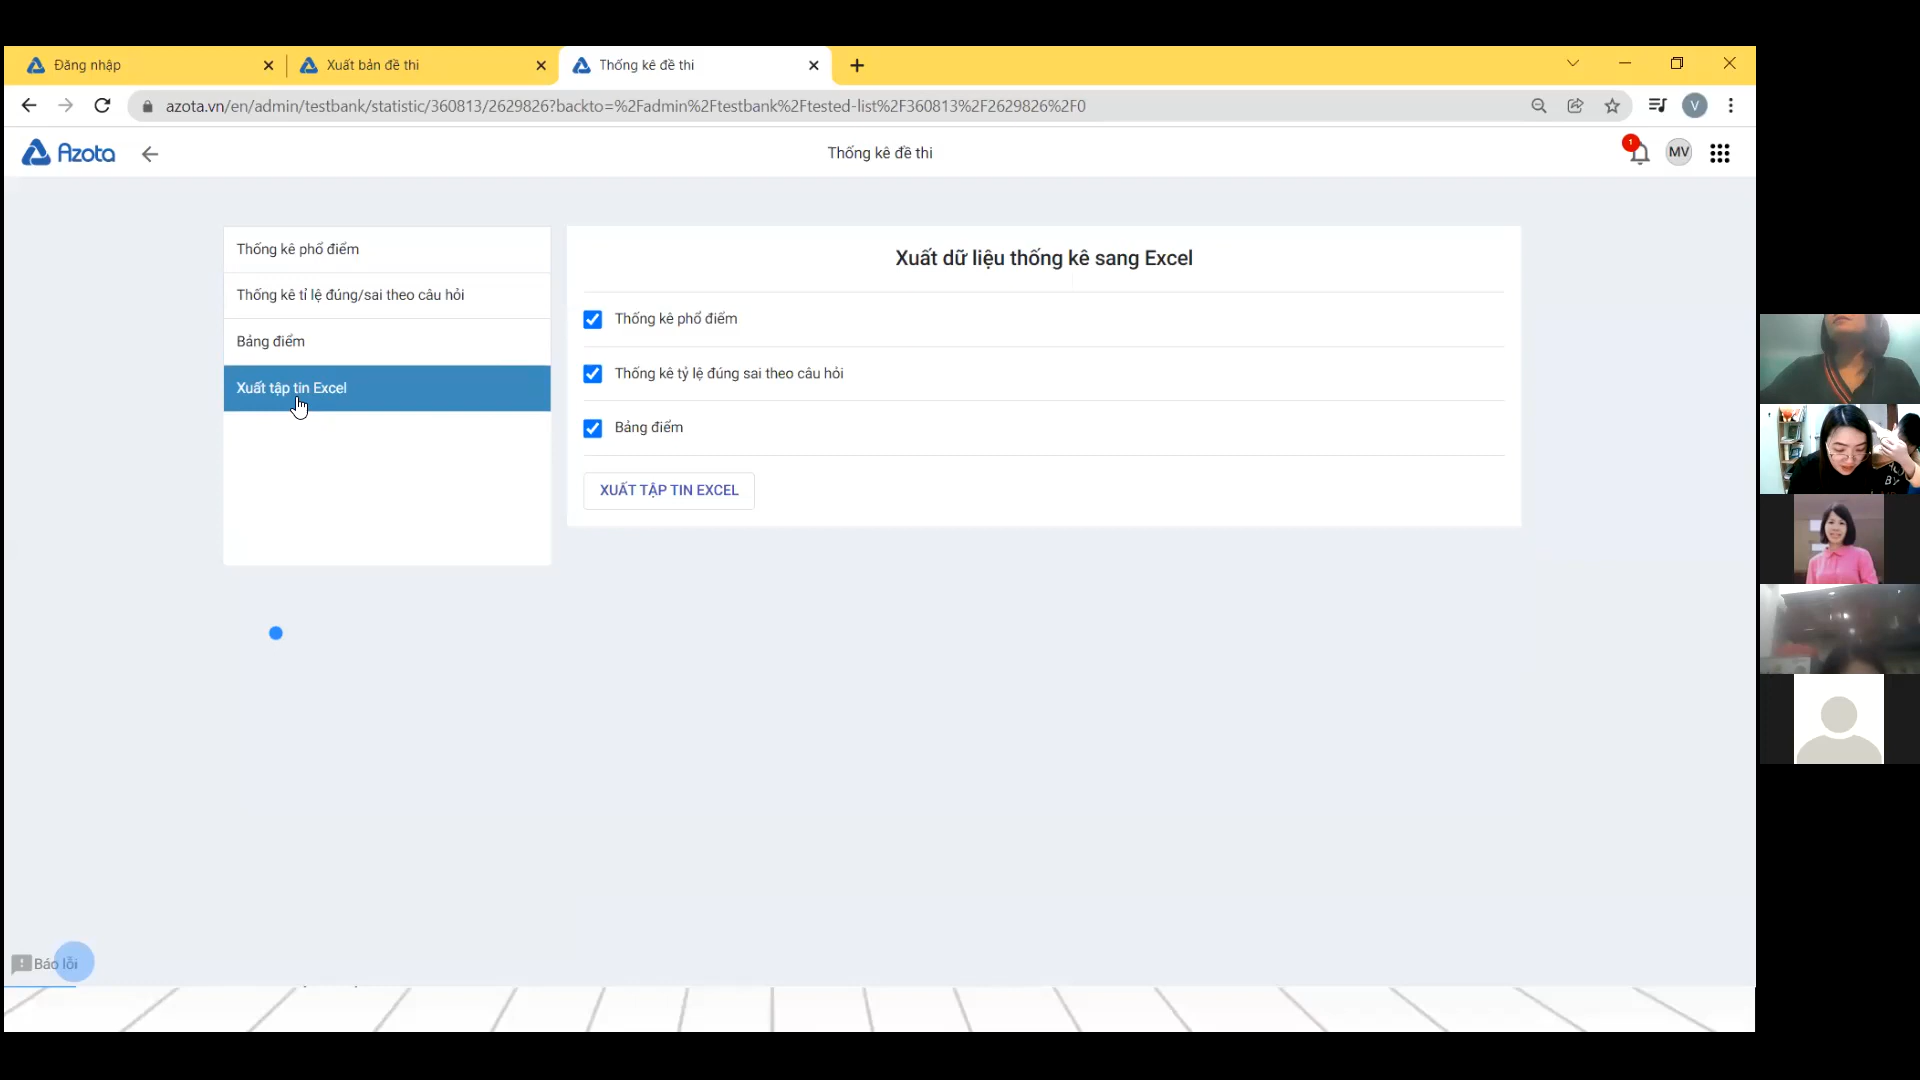 Đăng nhập
Xuất bản đề thi
Thống kê đề thi
azota.vn/en/admin/testbank/statistic/360813/2629826?backto=%2Fadmin%2Ftestbank%2Ftested-list%2F360813%2F2629826%2F0
V
Azota
Thống kê đề thi
1
MV
Thống kê phổ điểm
Thống kê tỉ lệ đúng/sai theo câu hỏi
Bảng điểm
Xuất tập tin Excel
Xuất dữ liệu thống kê sang Excel
Thống kê phổ điểm
Thống kê tỷ lệ đúng sai theo câu hỏi
Bảng điểm
XUẤT TẬP TIN EXCEL
Báo lỗi